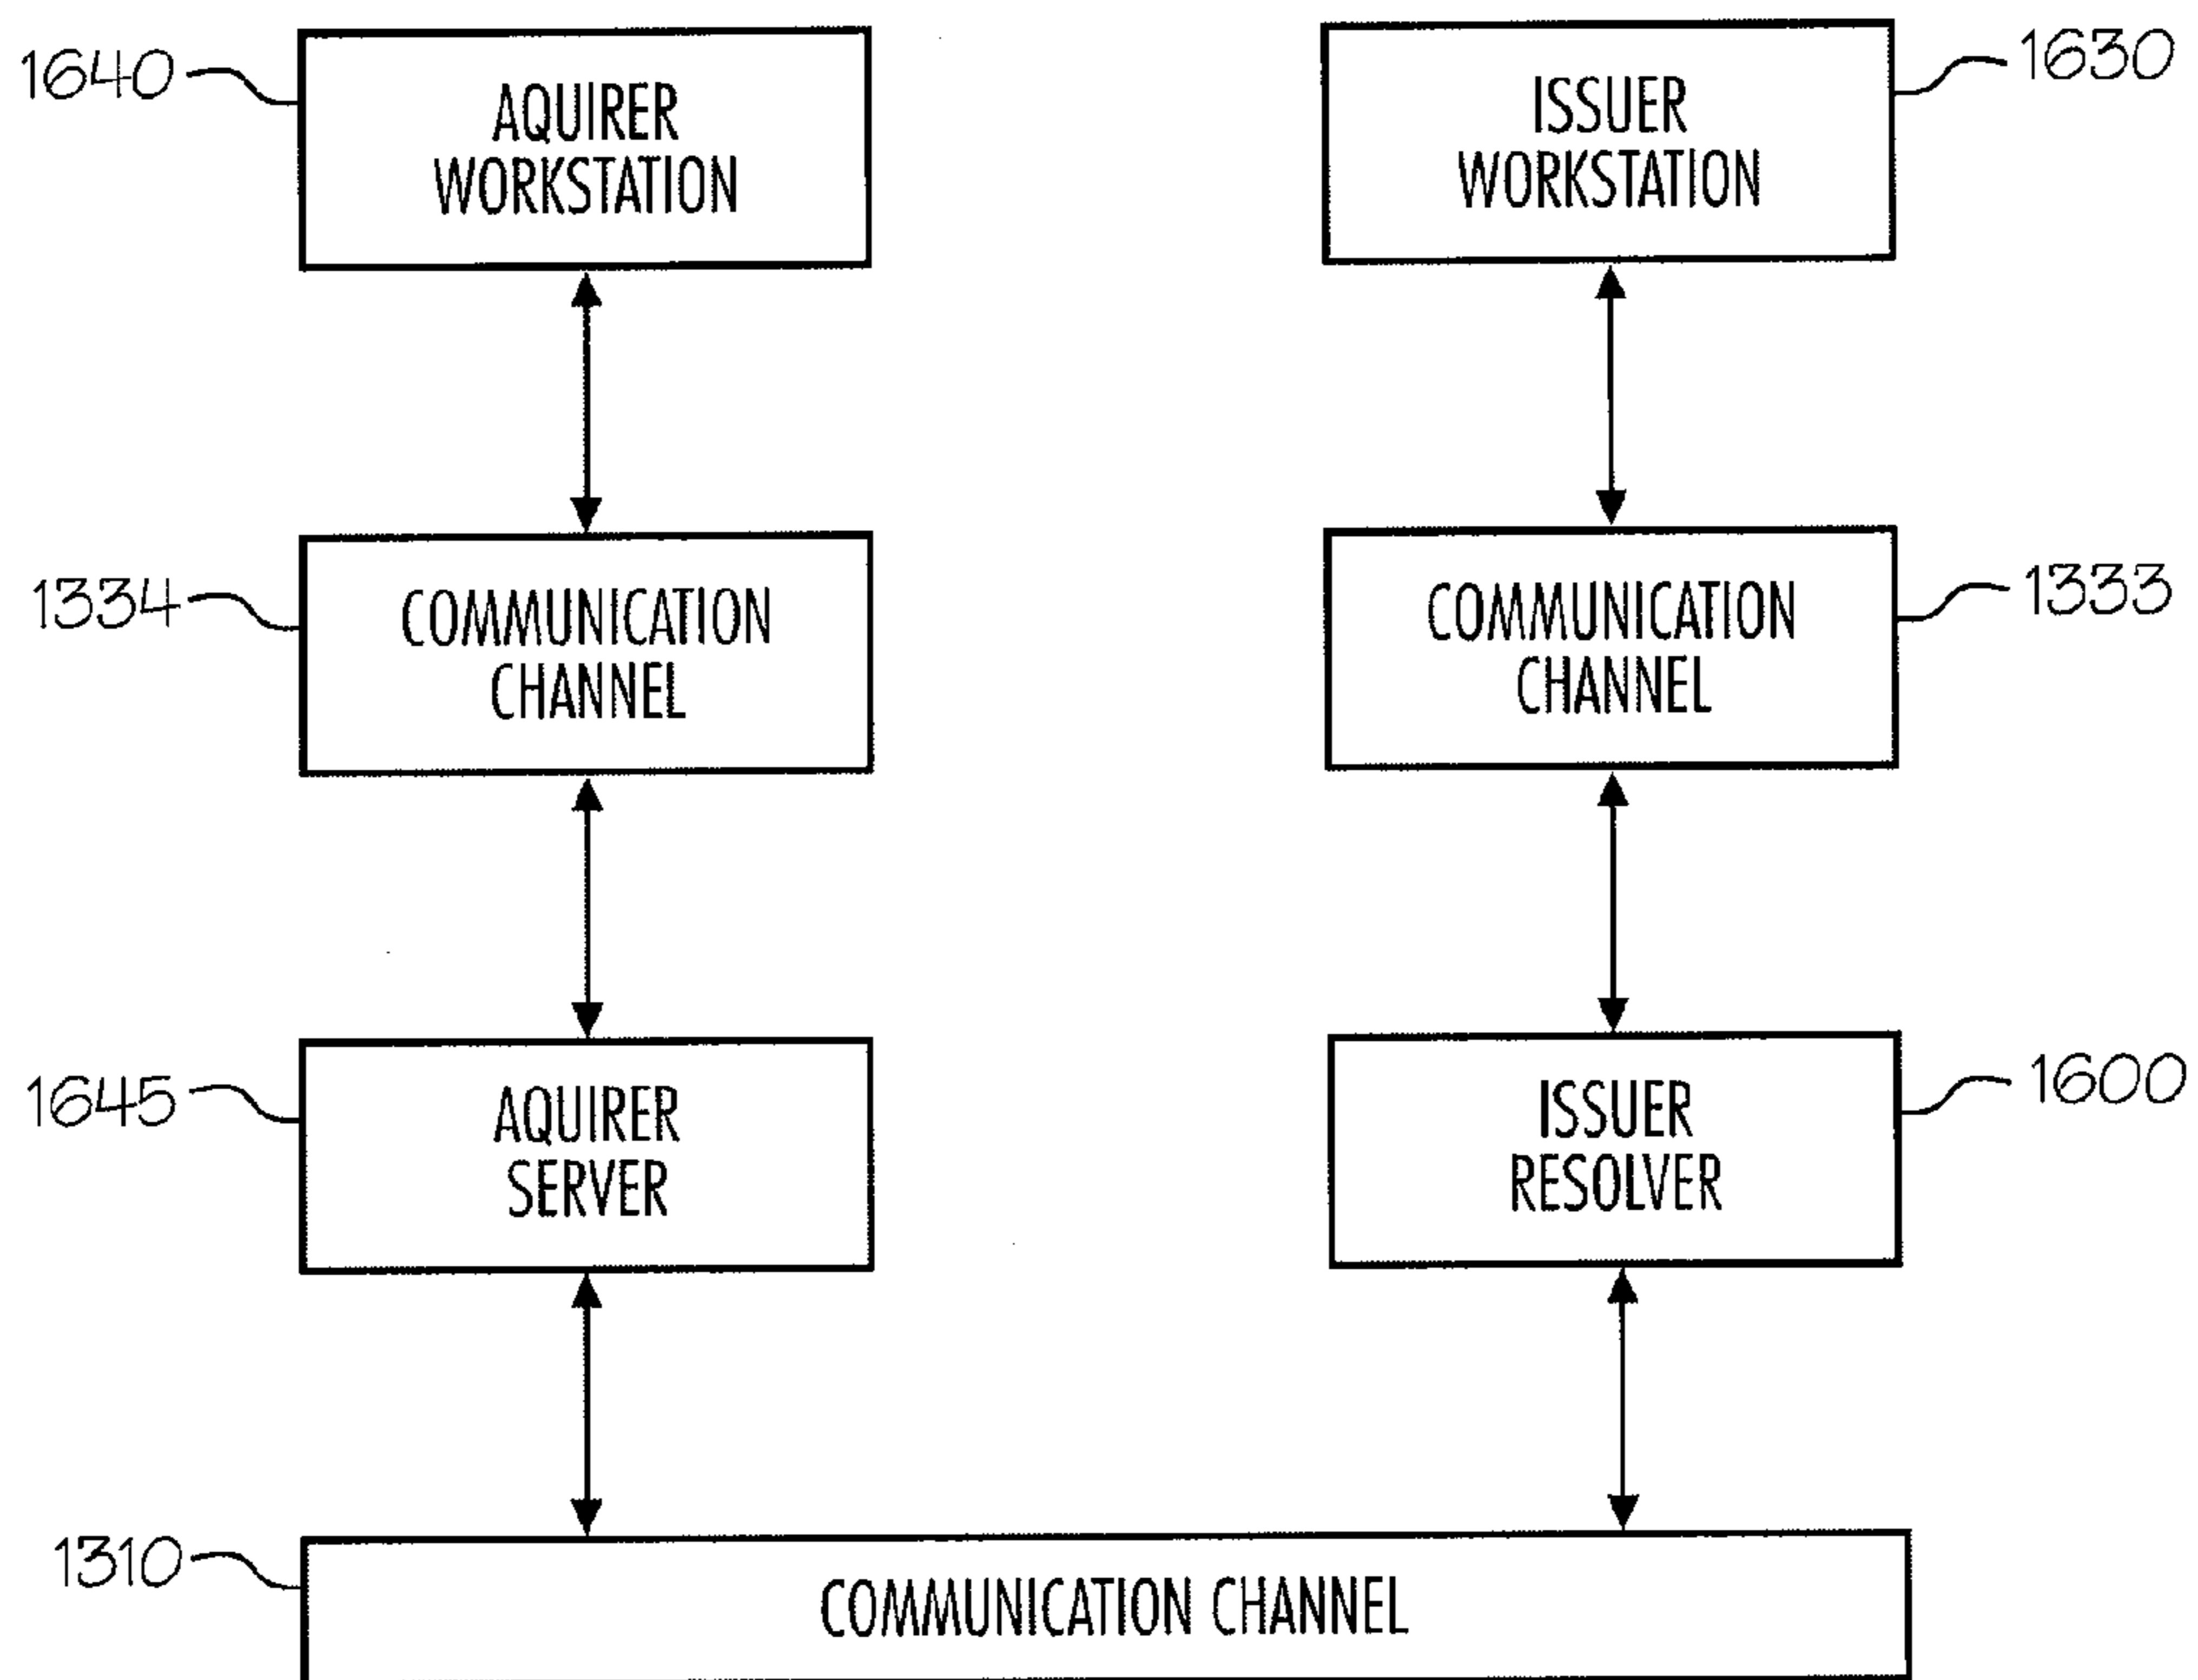 1640
AQUIRER
WORKSTATION
ISSUER
WORKSTATION
1630
1334
COMMUNICATION
CHANNEL
COMMUNICATION
CHANNEL
1333
1645
AQUIRER
SERVER
ISSUER
RESOLVER
1600
1310
COMMUNICATION CHANNEL